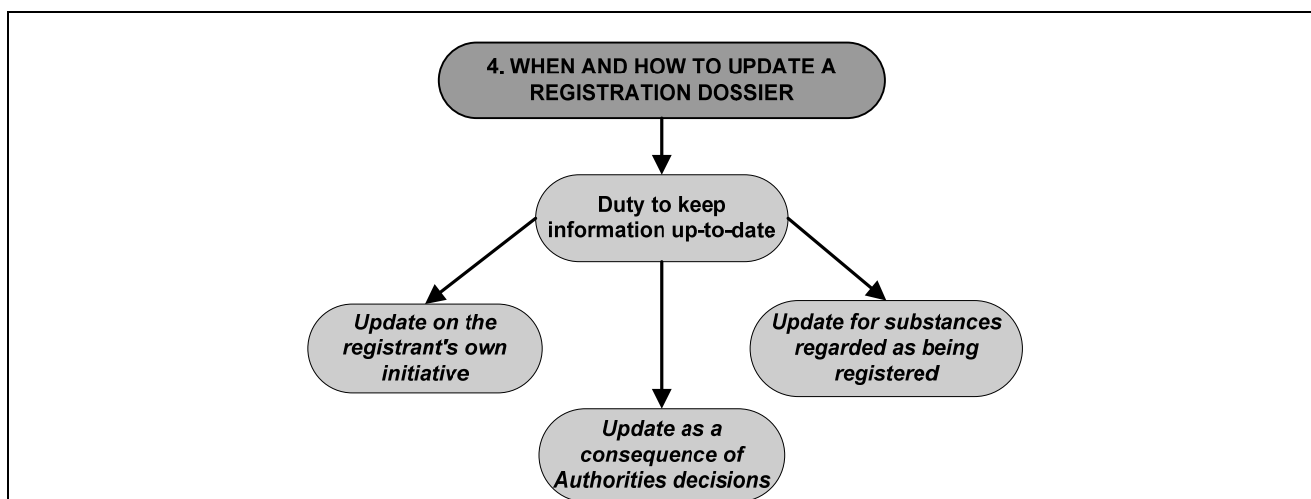 4. WHEN AND HOW TO UPDATE A
REGISTRATION DOSSIER
Duty to keep
information up-to-date
Update on the
registrant's own
initiative
Update for substances
regarded as being
registered
Update as a
consequence of
Authorities decisions